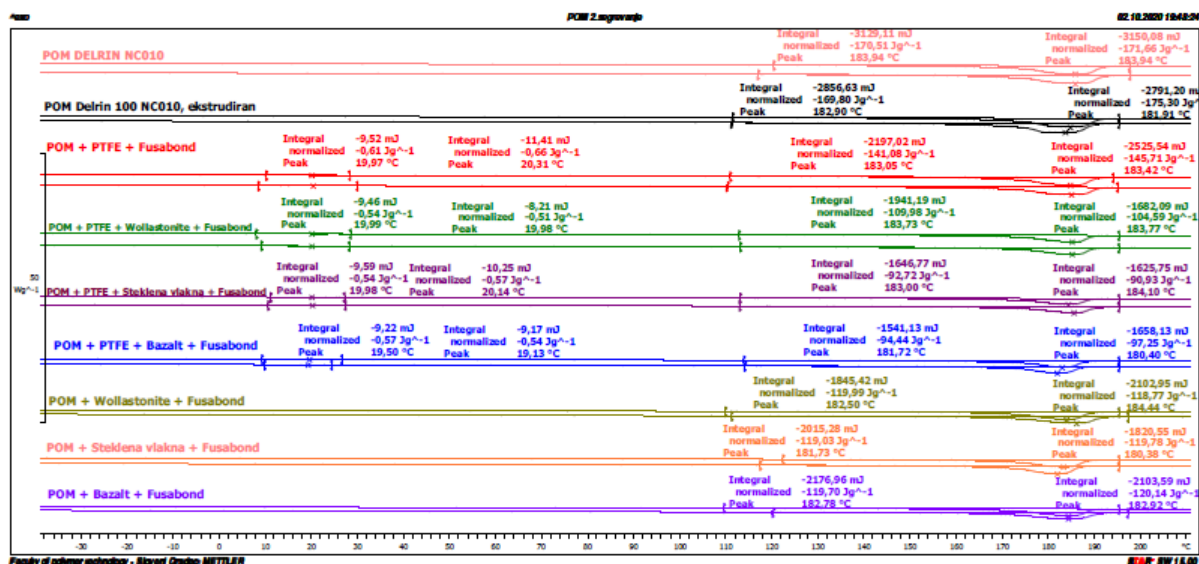 ^exo
POM 2.segrevanje
02.10.2020 19:48:24
POM DELRIN NC010
Integral -3129,11 mJ
normalized -170,51 Jg^-1
Peak 183,94 °C
Integral -3150,08 mJ
normalized -171,66 Jg^-1
Peak 183,94 °C
POM Delrin 100 NC010, ekstrudiran
Integral -2856,63 mJ
normalized -169,80 Jg^-1
Peak 182,90 °C
Integral -2791,20 mJ
normalized -175,30 Jg^-1
Peak 181,91 °C
POM + PTFE + Fusabond
Integral -9,52 mJ
normalized -0,61 Jg^-1
Peak 19,97 °C
Integral -11,41 mJ
normalized -0,66 Jg^-1
Peak 20,31 °C
Integral -2197,02 mJ
normalized -141,08 Jg^-1
Peak 183,05 °C
Integral -2525,54 mJ
normalized -145,71 Jg^-1
Peak 183,42 °C
POM + PTFE + Wollastonite + Fusabond
Integral -9,46 mJ
normalized -0,54 Jg^-1
Peak 19,99 °C
Integral -8,21 mJ
normalized -0,51 Jg^-1
Peak 19,98 °C
Integral -1941,19 mJ
normalized -109,98 Jg^-1
Peak 183,73 °C
Integral -1682,09 mJ
normalized -104,59 Jg^-1
Peak 183,77 °C
50
Wg^-1
POM + PTFE + Steklena vlakna + Fusabond
Integral -9,59 mJ
normalized -0,54 Jg^-1
Peak 19,98 °C
Integral -10,25 mJ
normalized -0,57 Jg^-1
Peak 20,14 °C
Integral -1646,77 mJ
normalized -92,72 Jg^-1
Peak 183,00 °C
Integral -1625,75 mJ
normalized -90,93 Jg^-1
Peak 184,10 °C
POM + PTFE + Bazalt + Fusabond
Integral -9,22 mJ
normalized -0,57 Jg^-1
Peak 19,50 °C
Integral -9,17 mJ
normalized -0,54 Jg^-1
Peak 19,13 °C
Integral -1541,13 mJ
normalized -94,44 Jg^-1
Peak 181,72 °C
Integral -1658,13 mJ
normalized -97,25 Jg^-1
Peak 180,40 °C
POM + Wollastonite + Fusabond
Integral -1845,42 mJ
normalized -119,99 Jg^-1
Peak 182,50 °C
Integral -2102,95 mJ
normalized -118,77 Jg^-1
Peak 184,44 °C
POM + Steklena vlakna + Fusabond
Integral -2015,28 mJ
normalized -119,03 Jg^-1
Peak 181,73 °C
Integral -1820,55 mJ
normalized -119,78 Jg^-1
Peak 180,38 °C
POM + Bazalt + Fusabond
Integral -2176,96 mJ
normalized -119,70 Jg^-1
Peak 182,78 °C
Integral -2103,59 mJ
normalized -120,14 Jg^-1
Peak 182,92 °C
-30 -20 -10 0 10 20 30 40 50 60 70 80 90 100 110 120 130 140 150 160 170 180 190 200 °C
Faculty of polymer technology - Slovenj Gradec: METTLER
STARe SW 15.00